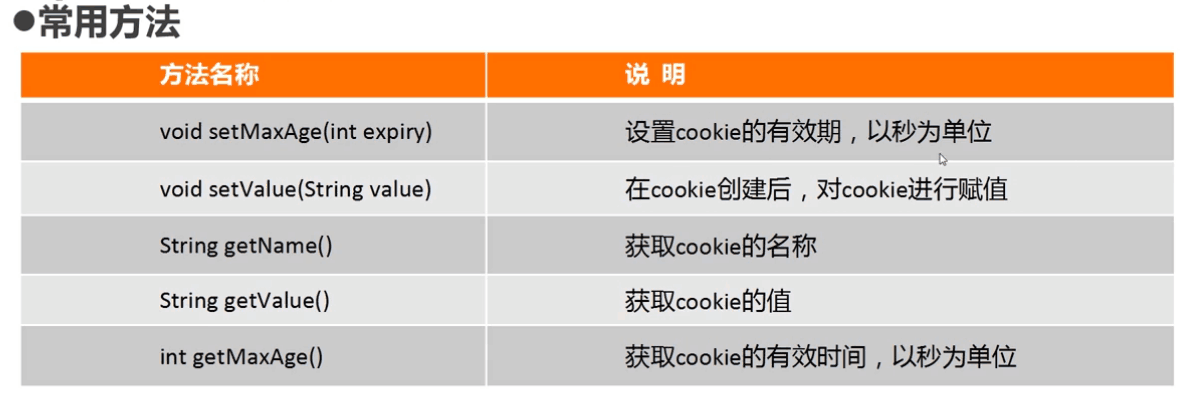 ●常用方法
方法名称 说 明
void setMaxAge(int expiry) 设置cookie的有效期，以秒为单位
void setValue(String value) 在cookie创建后，对cookie进行赋值
String getName() 获取cookie的名称
String getValue() 获取cookie的值
int getMaxAge() 获取cookie的有效时间，以秒为单位